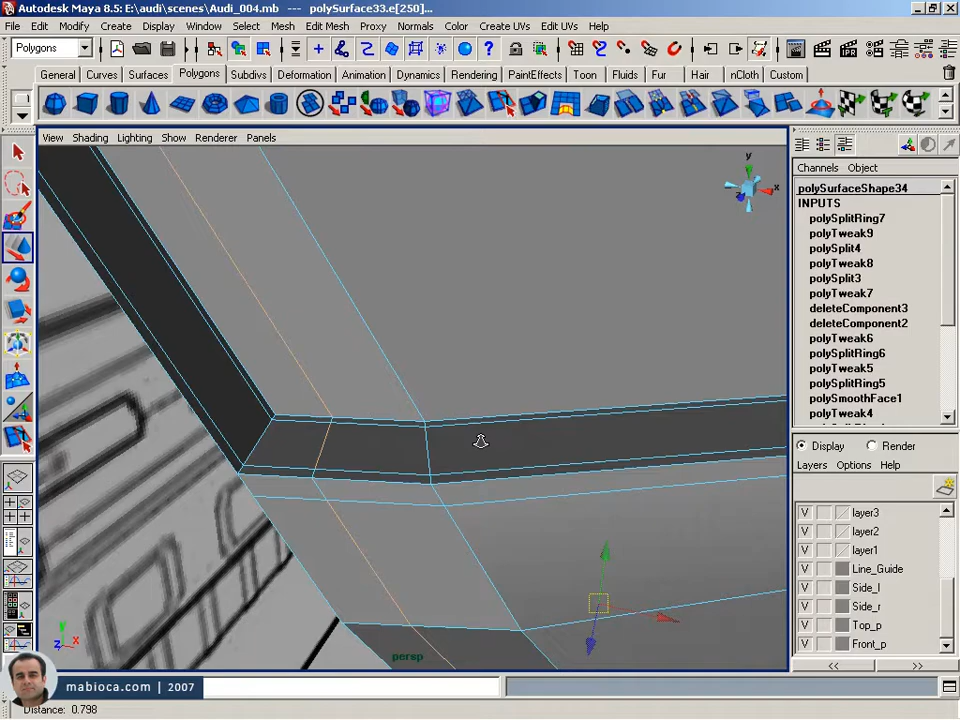 Autodesk Maya 8.5: E:\audi\scenes\Audi_004.mb   ---   polySurface33.e[250]...
File Edit Modify Create Display Window Select Mesh Edit Mesh Proxy Normals Color Create UVs Edit UVs Help
Polygons
General Curves Surfaces Polygons Subdivs Deformation Animation Dynamics Rendering PaintEffects Toon Fluids Fur Hair nCloth Custom
View Shading Lighting Show Renderer Panels
Channels Object
polySurfaceShape34
INPUTS
polySplitRing7
polyTweak9
polySplit4
polyTweak8
polySplit3
polyTweak7
deleteComponent3
deleteComponent2
polyTweak6
polySplitRing6
polyTweak5
polySplitRing5
polySmoothFace1
polyTweak4
Display Render
Layers Options Help
V layer3
V layer2
V layer1
V Line_Guide
V Side_l
V Side_r
V Top_p
V Front_p
y
x
z
y
z x
persp
<< >>
mabioca.com | 2007
Distance: 0.798